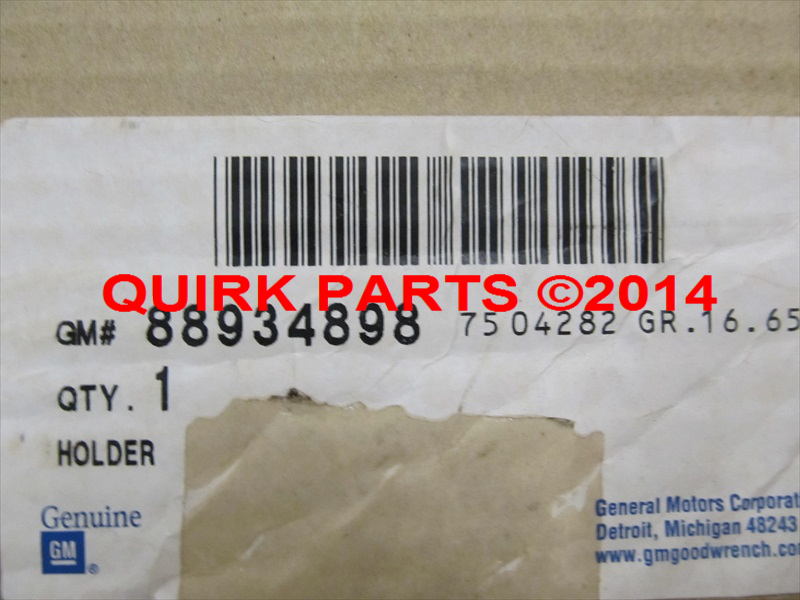 QUIRK PARTS ©2014
GM# 88934898 7504282 GR.16.65
QTY. 1
HOLDER
Genuine
GM ®
General Motors Corporat
Detroit, Michigan 48243
www.gmgoodwrench.com